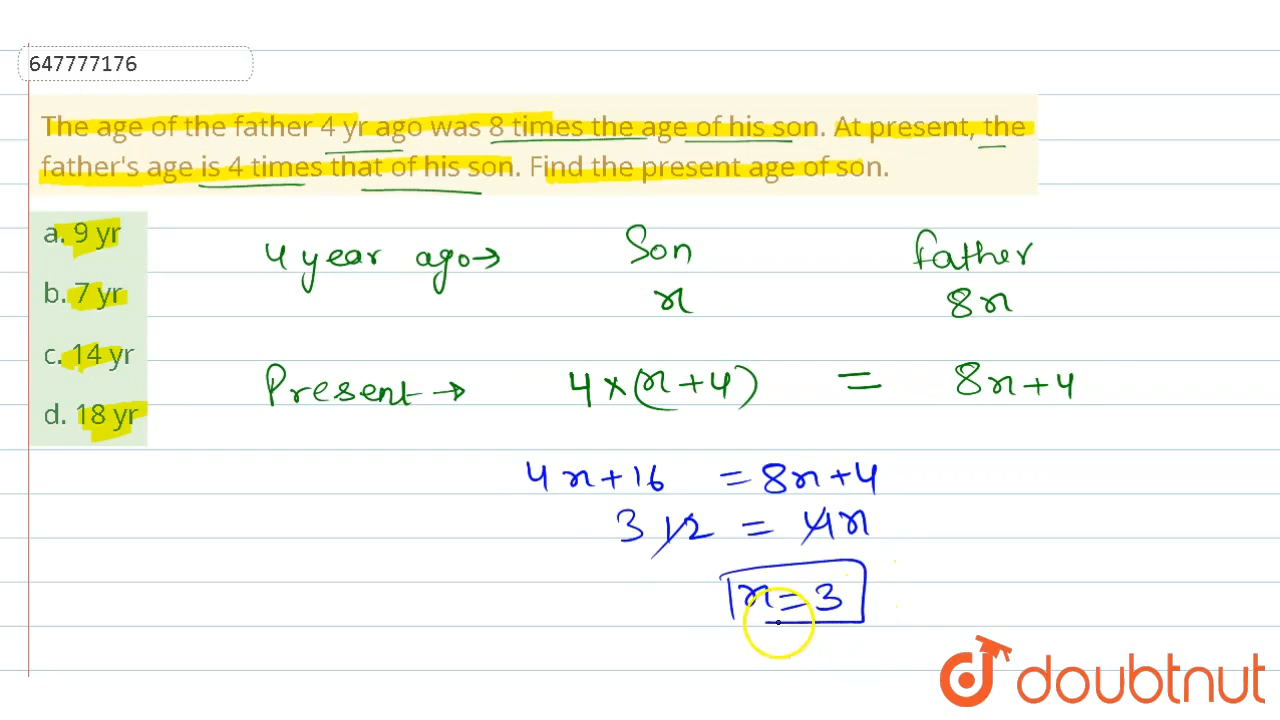 647777176
The age of the father 4 yr ago was 8 times the age of his son. At present, the
father's age is 4 times that of his son. Find the present age of son.
a. 9 yr
b. 7 yr
c. 14 yr
d. 18 yr
Son Father
4 year ago→ x 8x
Present → 4×(x+4) = 8x+4
4x+16 = 8x+4
3 12 = 4x
x=3
doubtnut